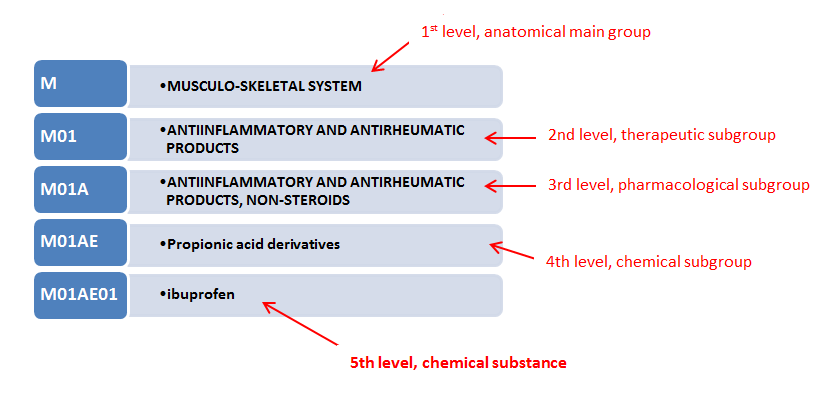 1st level, anatomical main group
M
•MUSCULO-SKELETAL SYSTEM
M01
•ANTIINFLAMMATORY AND ANTIRHEUMATIC
PRODUCTS
2nd level, therapeutic subgroup
M01A
•ANTIINFLAMMATORY AND ANTIRHEUMATIC
PRODUCTS, NON-STEROIDS
3rd level, pharmacological subgroup
M01AE
•Propionic acid derivatives
4th level, chemical subgroup
M01AE01
•ibuprofen
5th level, chemical substance